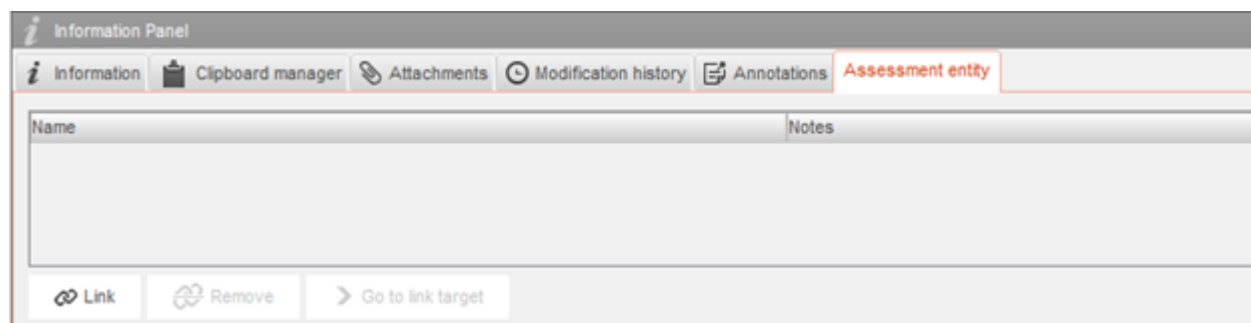 Information Panel
Information Clipboard manager Attachments Modification history Annotations Assessment entity
Name Notes
Link Remove Go to link target